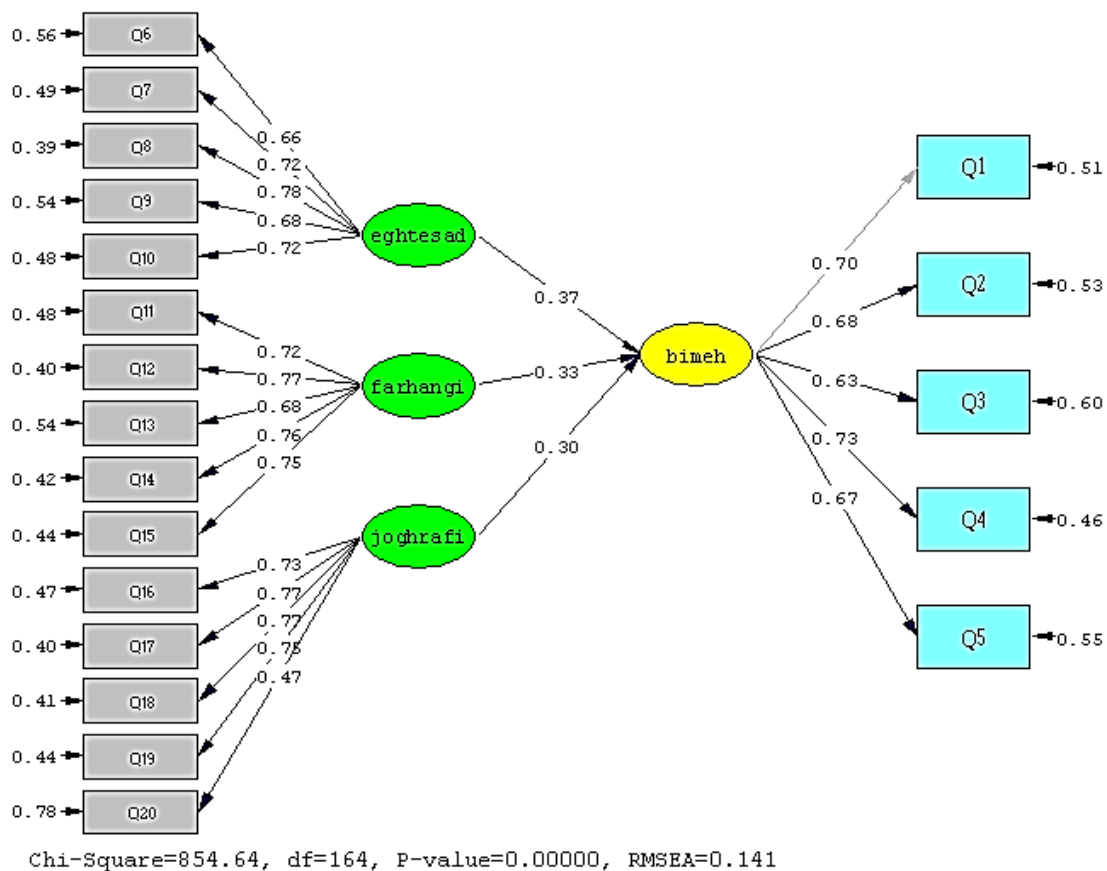 0.56 Q6
0.49 Q7
0.39 Q8
0.54 Q9
0.48 Q10
0.48 Q11
0.40 Q12
0.54 Q13
0.42 Q14
0.44 Q15
0.47 Q16
0.40 Q17
0.41 Q18
0.44 Q19
0.78 Q20
0.66
0.72
0.78
0.68
0.72
0.72
0.77
0.68
0.76
0.75
0.73
0.77
0.77
0.75
0.47
eghtesad
farhangi
joghrafi
0.37
0.33
0.30
bimeh
0.70
0.68
0.63
0.73
0.67
Q1 0.51
Q2 0.53
Q3 0.60
Q4 0.46
Q5 0.55
Chi-Square=854.64, df=164, P-value=0.00000, RMSEA=0.141